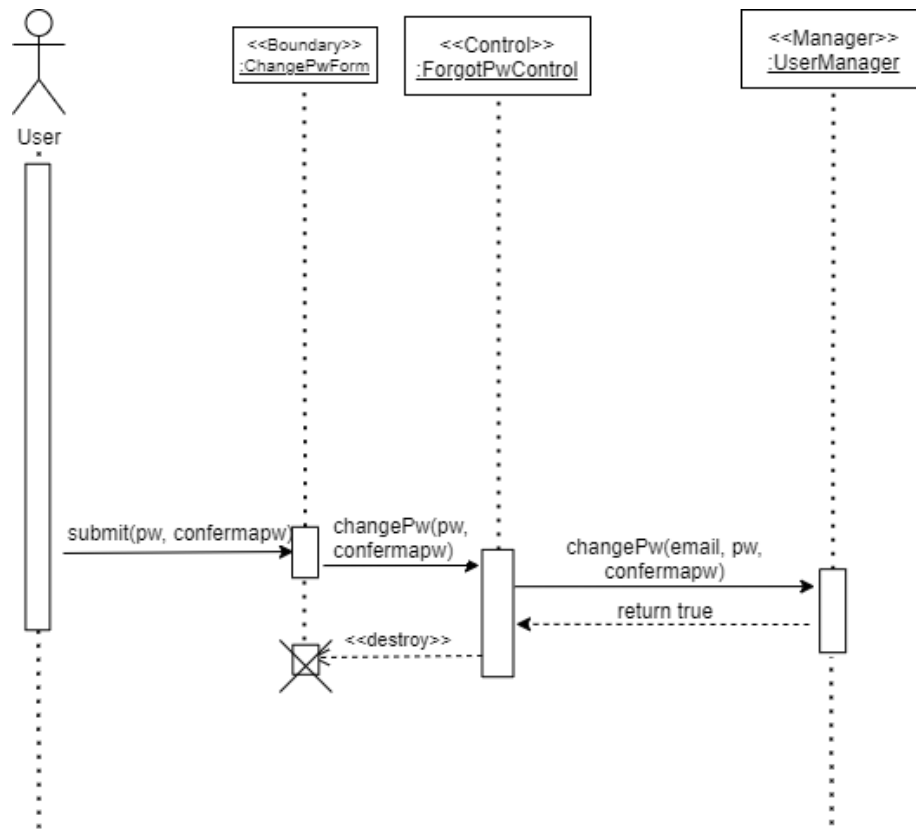 User
<<Boundary>>
:ChangePwForm
<<Control>>
:ForgotPwControl
<<Manager>>
:UserManager
submit(pw, confermapw)
changePw(pw,
confermapw)
changePw(email, pw,
confermapw)
return true
<<destroy>>